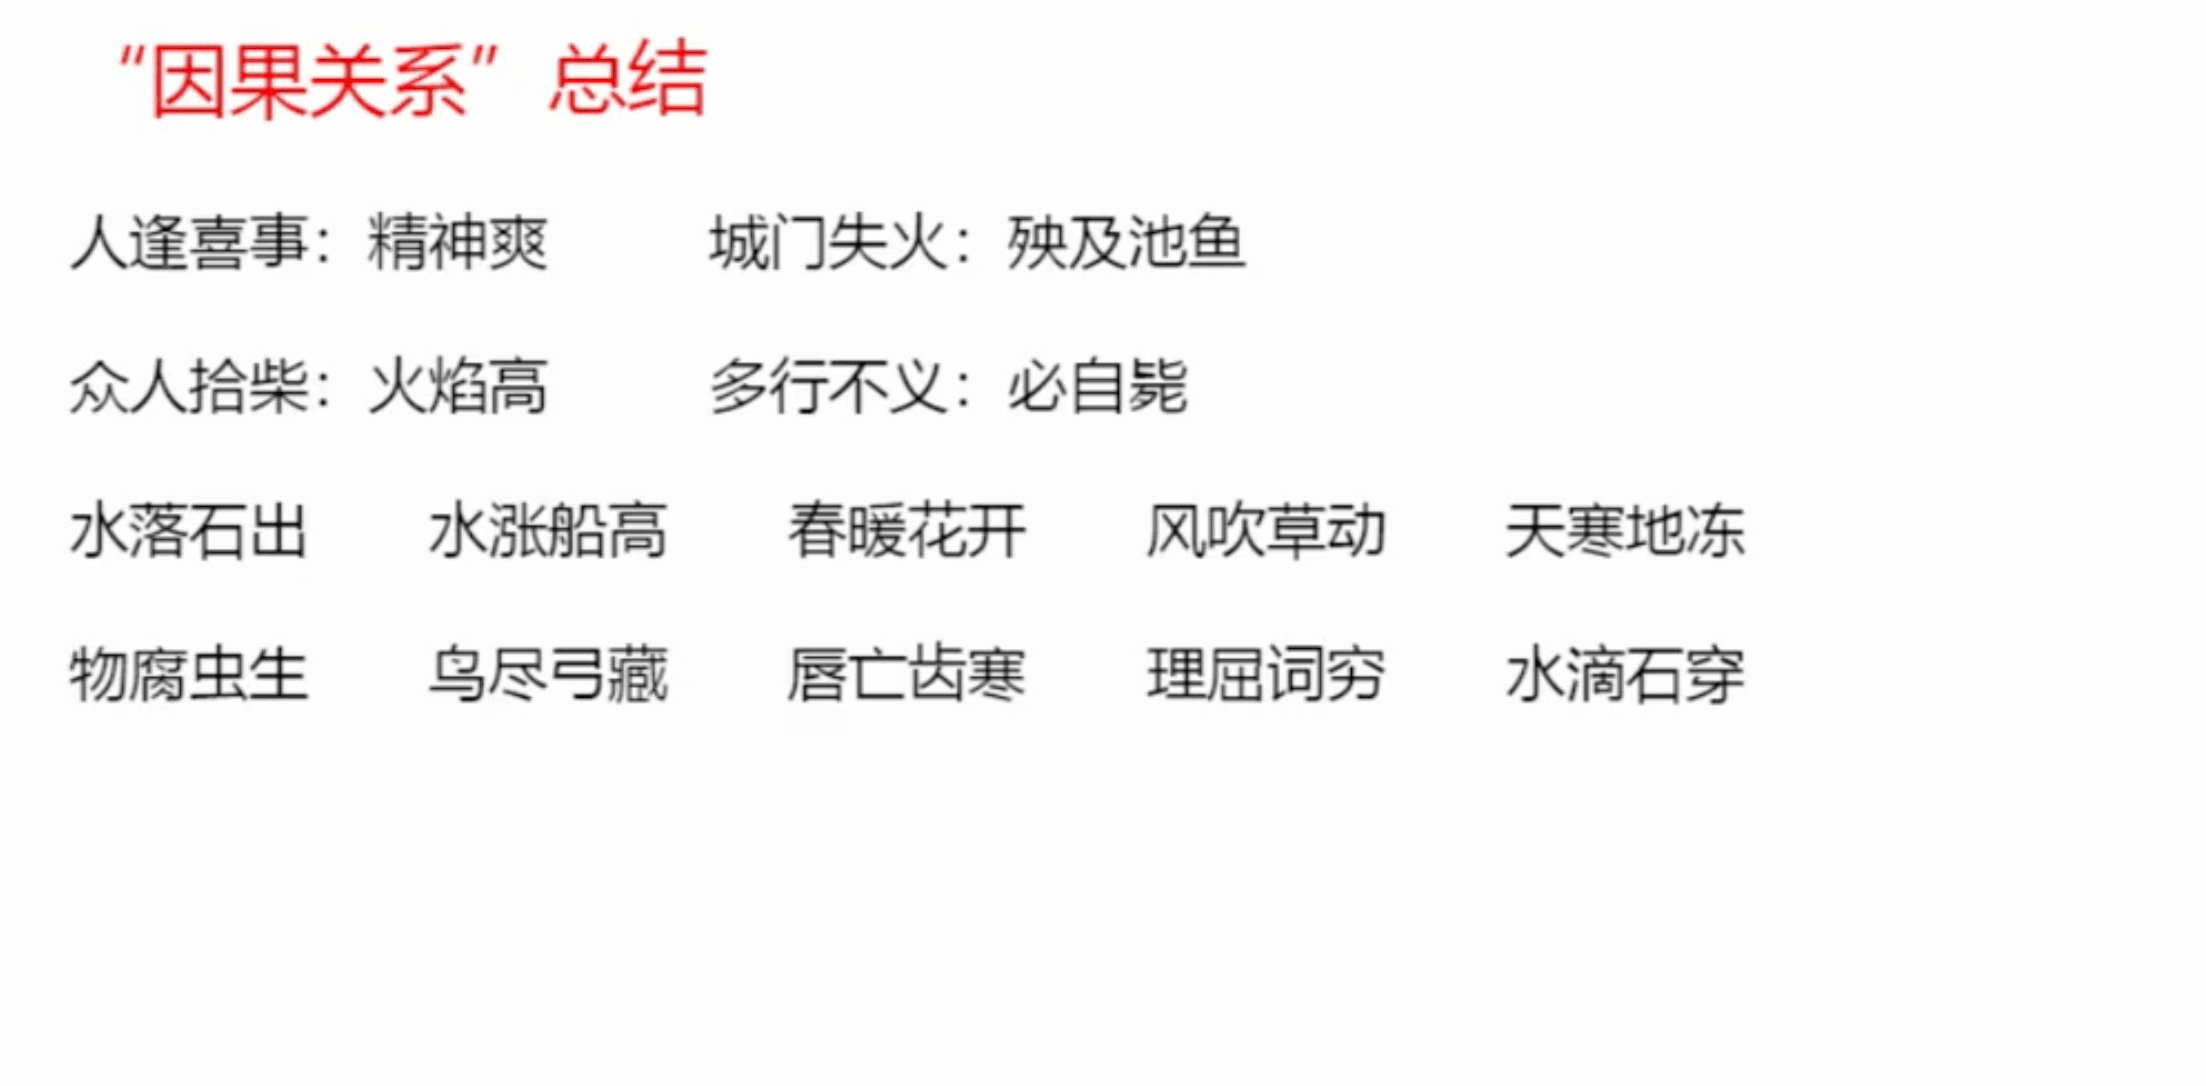 “因果关系”总结
人逢喜事：精神爽 城门失火：殃及池鱼
众人拾柴：火焰高 多行不义：必自毙
水落石出 水涨船高 春暖花开 风吹草动 天寒地冻
物腐虫生 鸟尽弓藏 唇亡齿寒 理屈词穷 水滴石穿